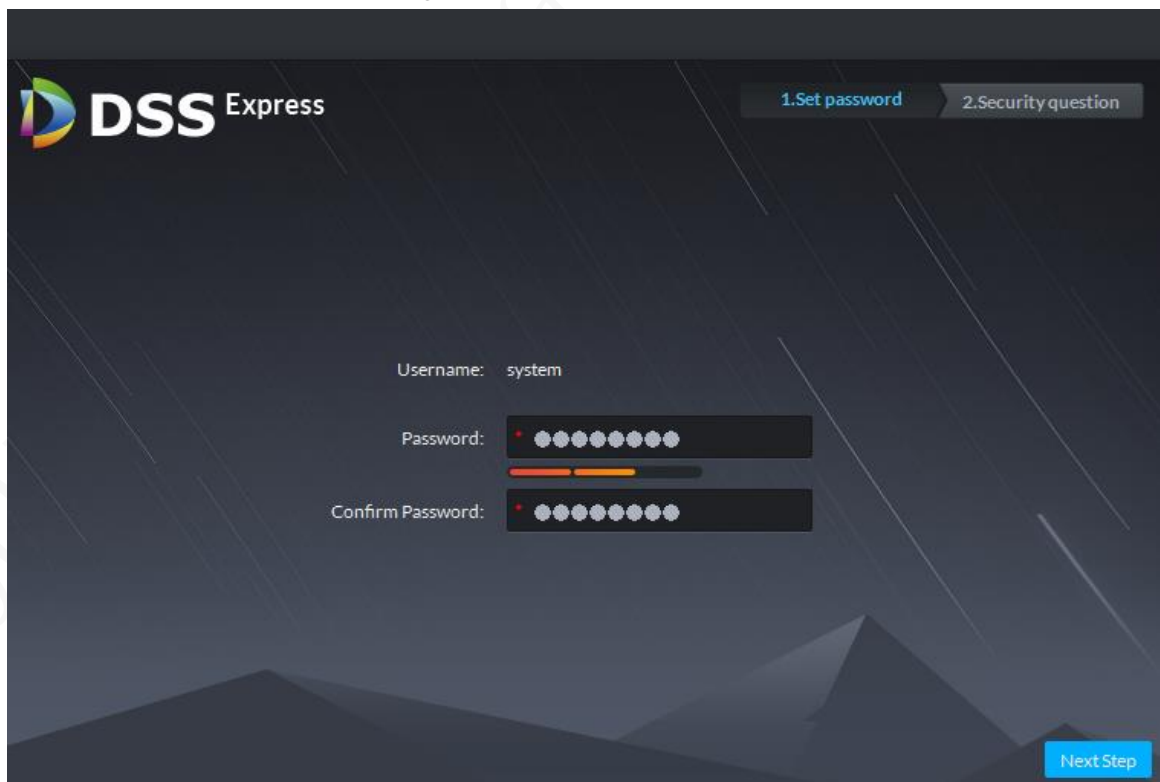 DSS Express
1.Set password
2.Security question
Username: system
Password: * ●●●●●●●●
Confirm Password: * ●●●●●●●●
Next Step